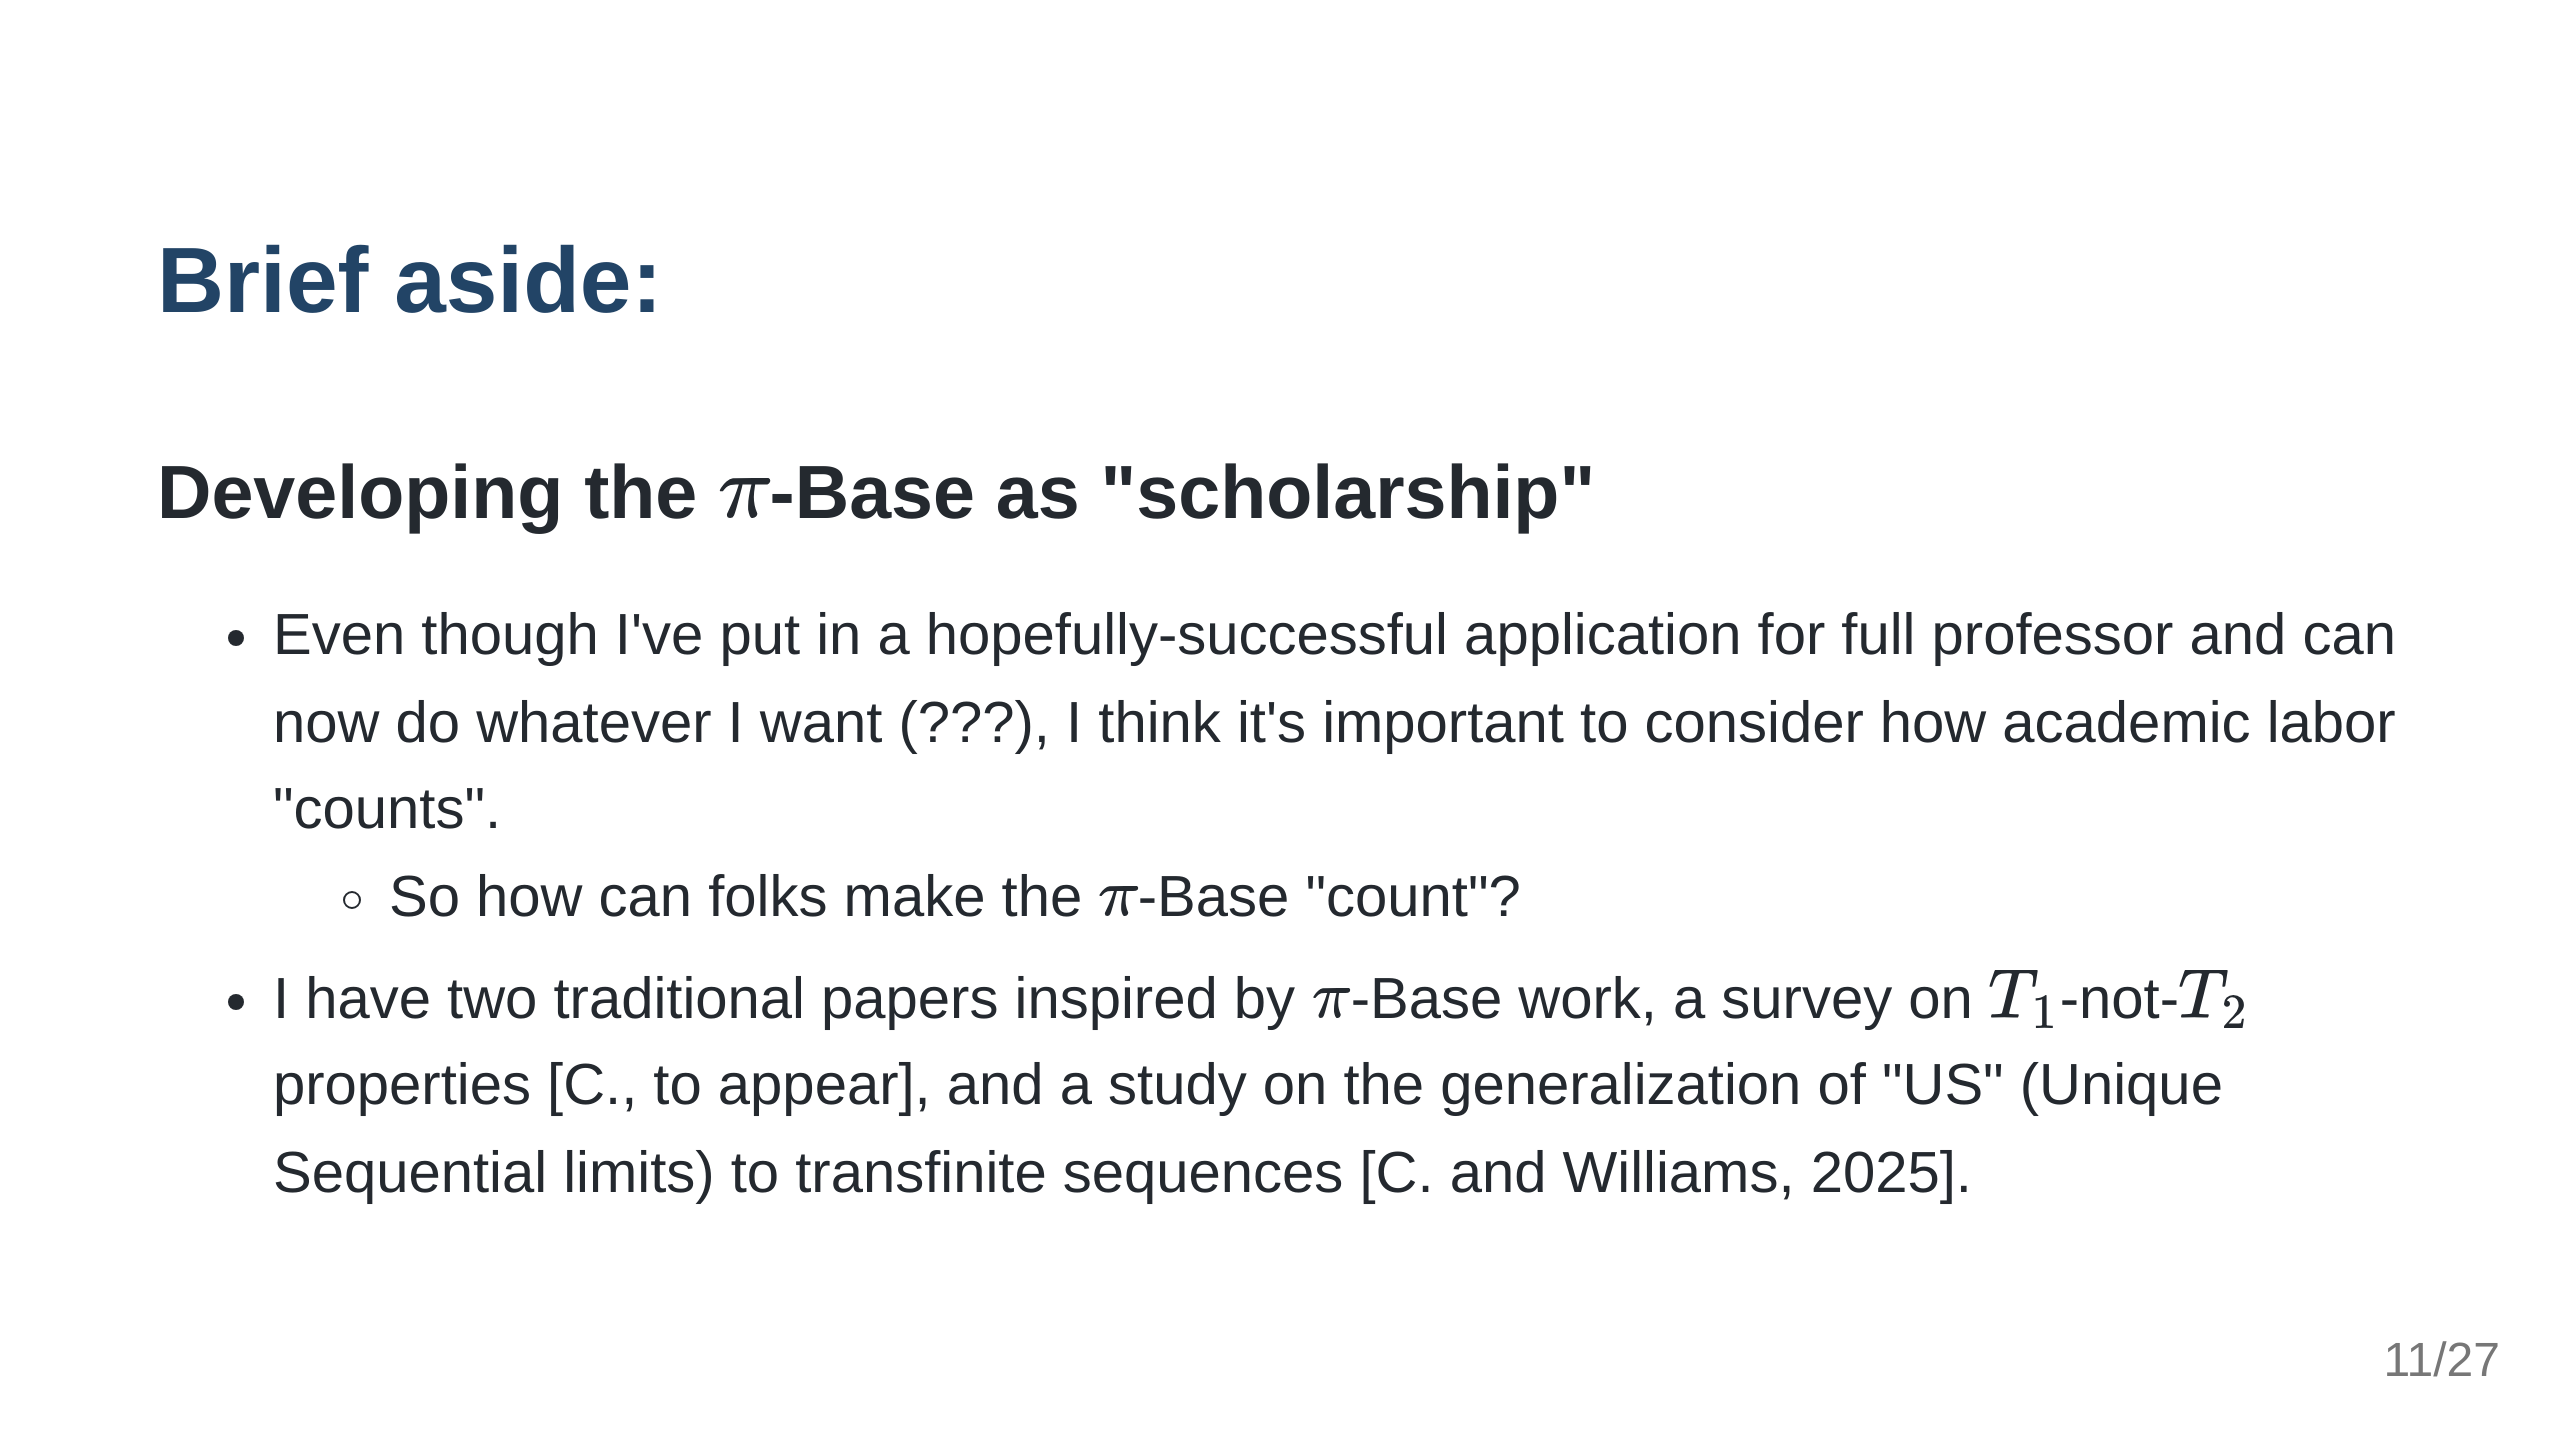 Brief aside:
Developing the π-Base as "scholarship"
• Even though I've put in a hopefully-successful application for full professor and can
now do whatever I want (???), I think it's important to consider how academic labor
"counts".
◦ So how can folks make the π-Base "count"?
• I have two traditional papers inspired by π-Base work, a survey on T₁-not-T₂
properties [C., to appear], and a study on the generalization of "US" (Unique
Sequential limits) to transfinite sequences [C. and Williams, 2025].
11/27